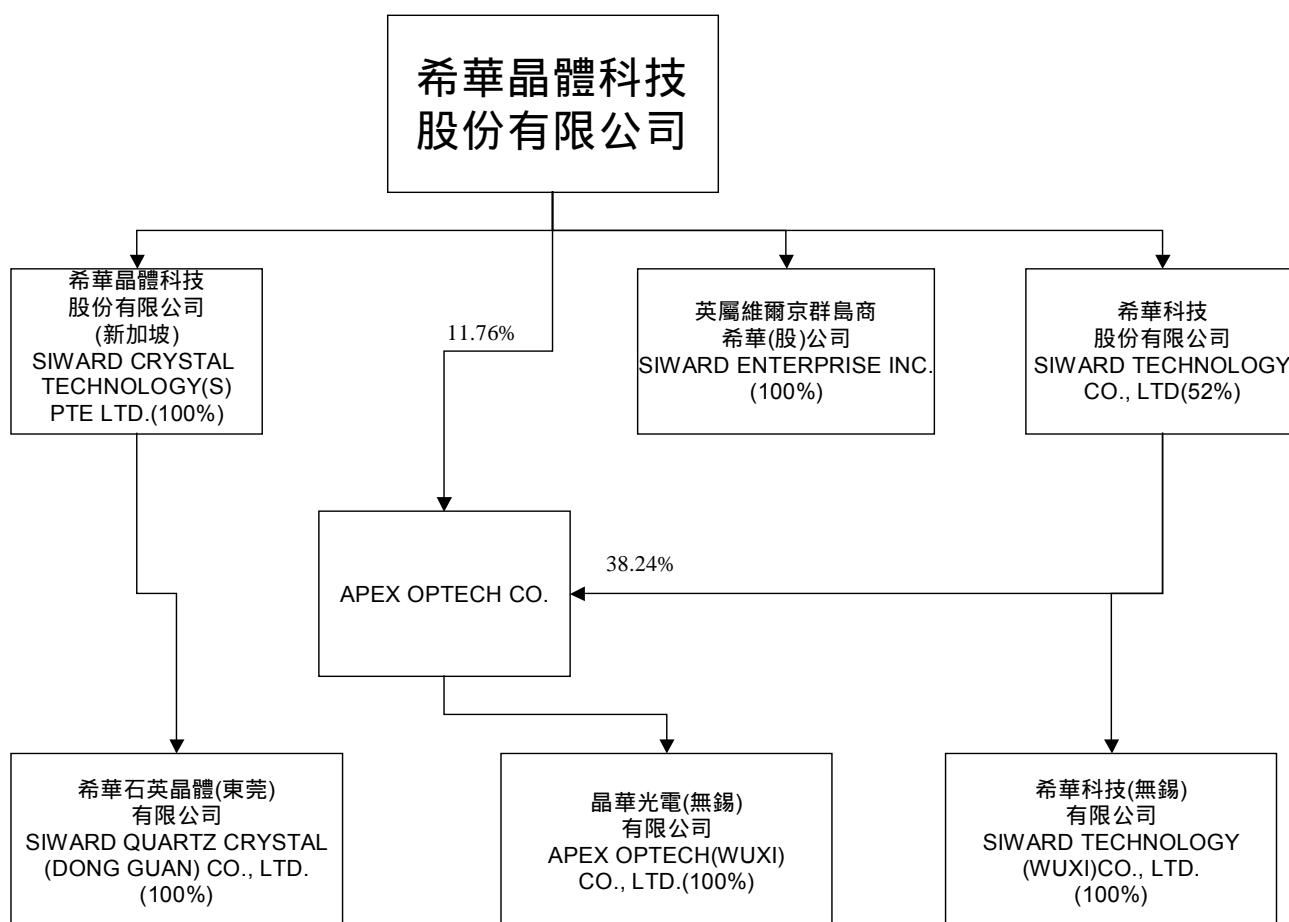 希華晶體科技
股份有限公司
希華晶體科技
股份有限公司
(新加坡)
SIWARD CRYSTAL
TECHNOLOGY(S)
PTE LTD.(100%)
11.76%
英屬維爾京群島商
希華(股)公司
SIWARD ENTERPRISE INC.
(100%)
希華科技
股份有限公司
SIWARD TECHNOLOGY
CO., LTD(52%)
APEX OPTECH CO.
38.24%
希華石英晶體(東莞)
有限公司
SIWARD QUARTZ CRYSTAL
(DONG GUAN) CO., LTD.
(100%)
晶華光電(無錫)
有限公司
APEX OPTECH(WUXI)
CO., LTD.(100%)
希華科技(無錫)
有限公司
SIWARD TECHNOLOGY
(WUXI)CO., LTD.
(100%)